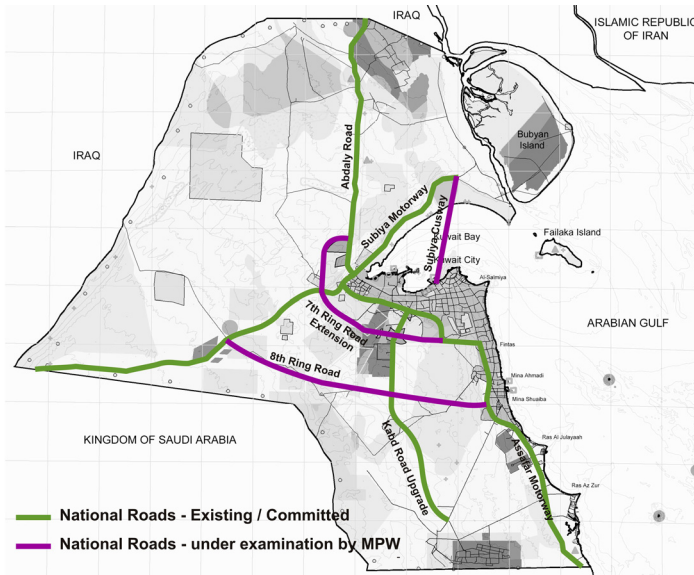 IRAQ
ISLAMIC REPUBLIC
OF IRAN
IRAQ
Abdaly Road
Bubyan
Island
Subiya Motorway
Subiya Cusway
Kuwait Bay
Failaka Island
Kuwait City
Al-Salmiya
7th Ring Road
Extension
ARABIAN GULF
Fintas
8th Ring Road
Mina Ahmadi
Mina Shuaiba
KINGDOM OF SAUDI ARABIA
Kabd Road Upgrade
Assafar Motorway
Ras Al Julayaah
Ras Az Zur
National Roads - Existing / Committed
National Roads - under examination by MPW